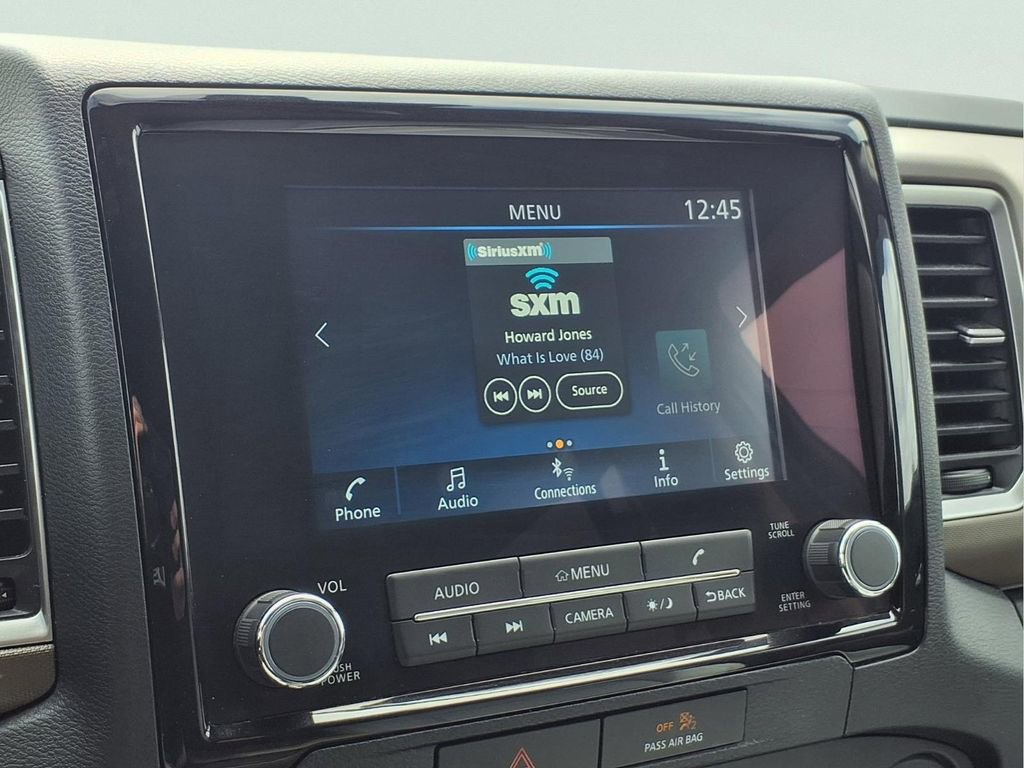 MENU
12:45
SiriusXM
sxm
Howard Jones
What Is Love (84)
Source
Call History
Phone
Audio
Connections
Info
Settings
VOL
PUSH
POWER
AUDIO
MENU
CAMERA
BACK
TUNE
SCROLL
ENTER
SETTING
OFF
PASS AIR BAG